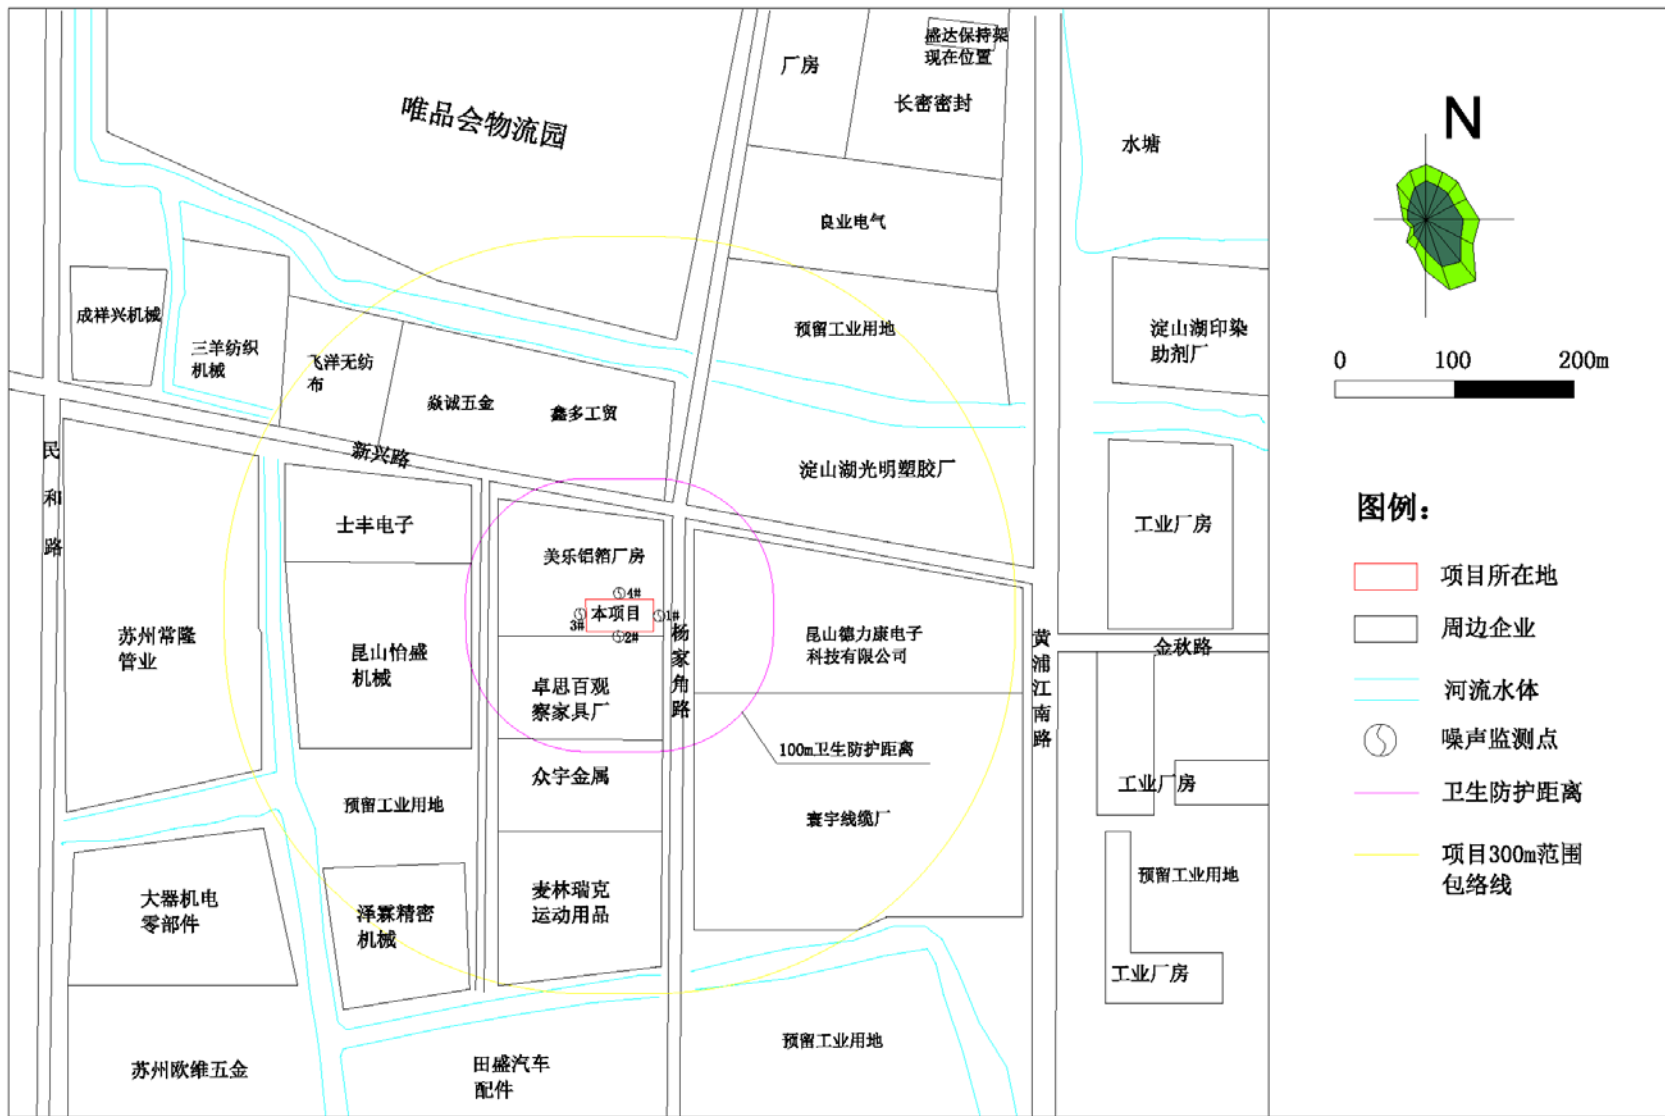 盛达保持架
现在位置
厂房
长密密封
唯品会物流园
N
水塘
良业电气
成祥兴机械
三羊纺织
机械
飞洋无纺
布
预留工业用地
淀山湖印染
助剂厂
0 100 200m
焱诚五金
鑫多工贸
新兴路
民和路
淀山湖光明塑胶厂
图例：
士丰电子
工业厂房
美乐铝箔厂房
项目所在地
4#
本项目
1#
3#
2#
周边企业
苏州常隆
管业
昆山怡盛
机械
杨家角路
昆山德力康电子
科技有限公司
黄浦江南路
金秋路
卓思百观
察家具厂
河流水体
100m卫生防护距离
噪声监测点
众宇金属
工业厂房
卫生防护距离
预留工业用地
寰宇线缆厂
项目300m范围
包络线
预留工业用地
大器机电
零部件
泽霖精密
机械
麦林瑞克
运动用品
工业厂房
苏州欧维五金
田盛汽车
配件
预留工业用地